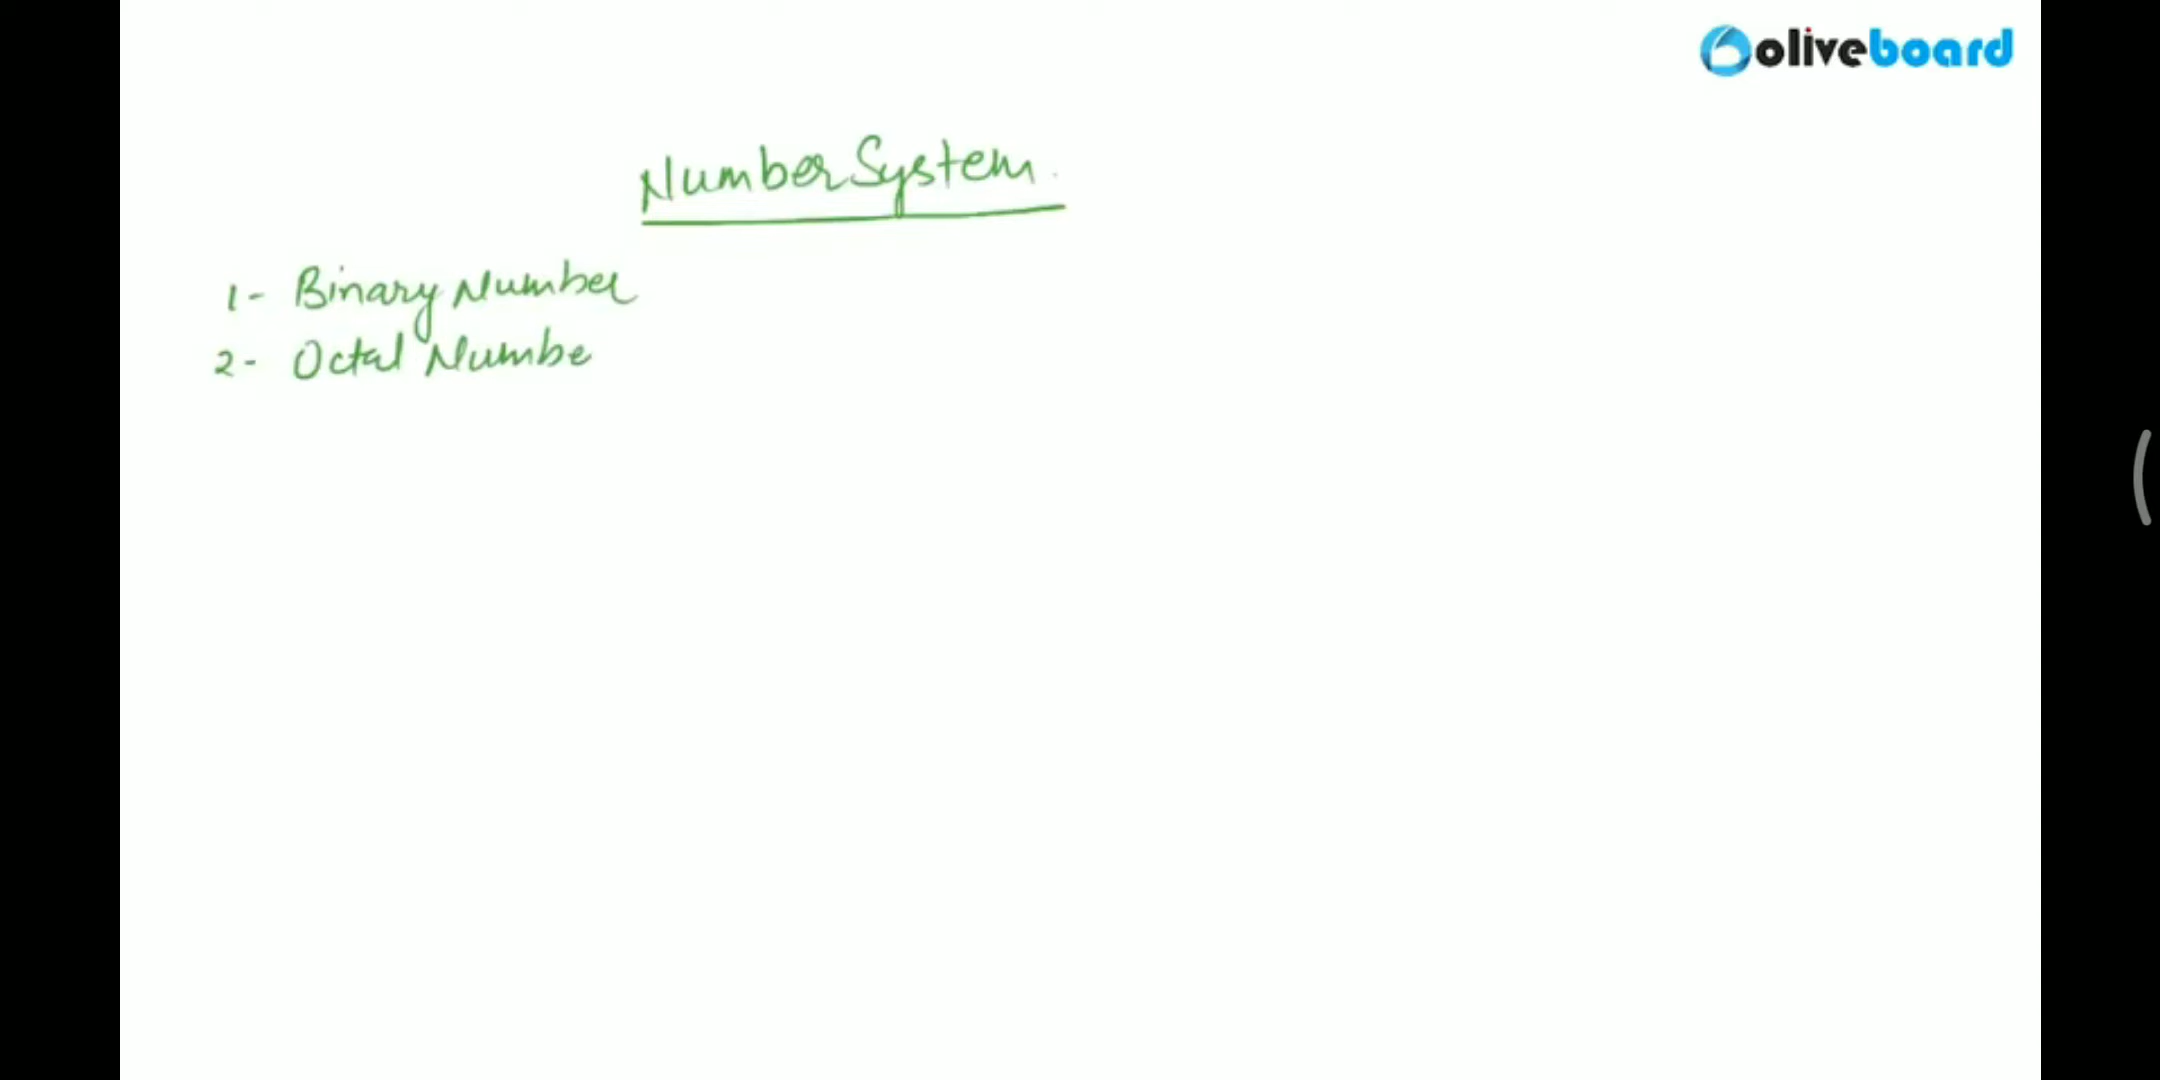 oliveboard
Number System.
1- Binary Number
2- Octal Numbe